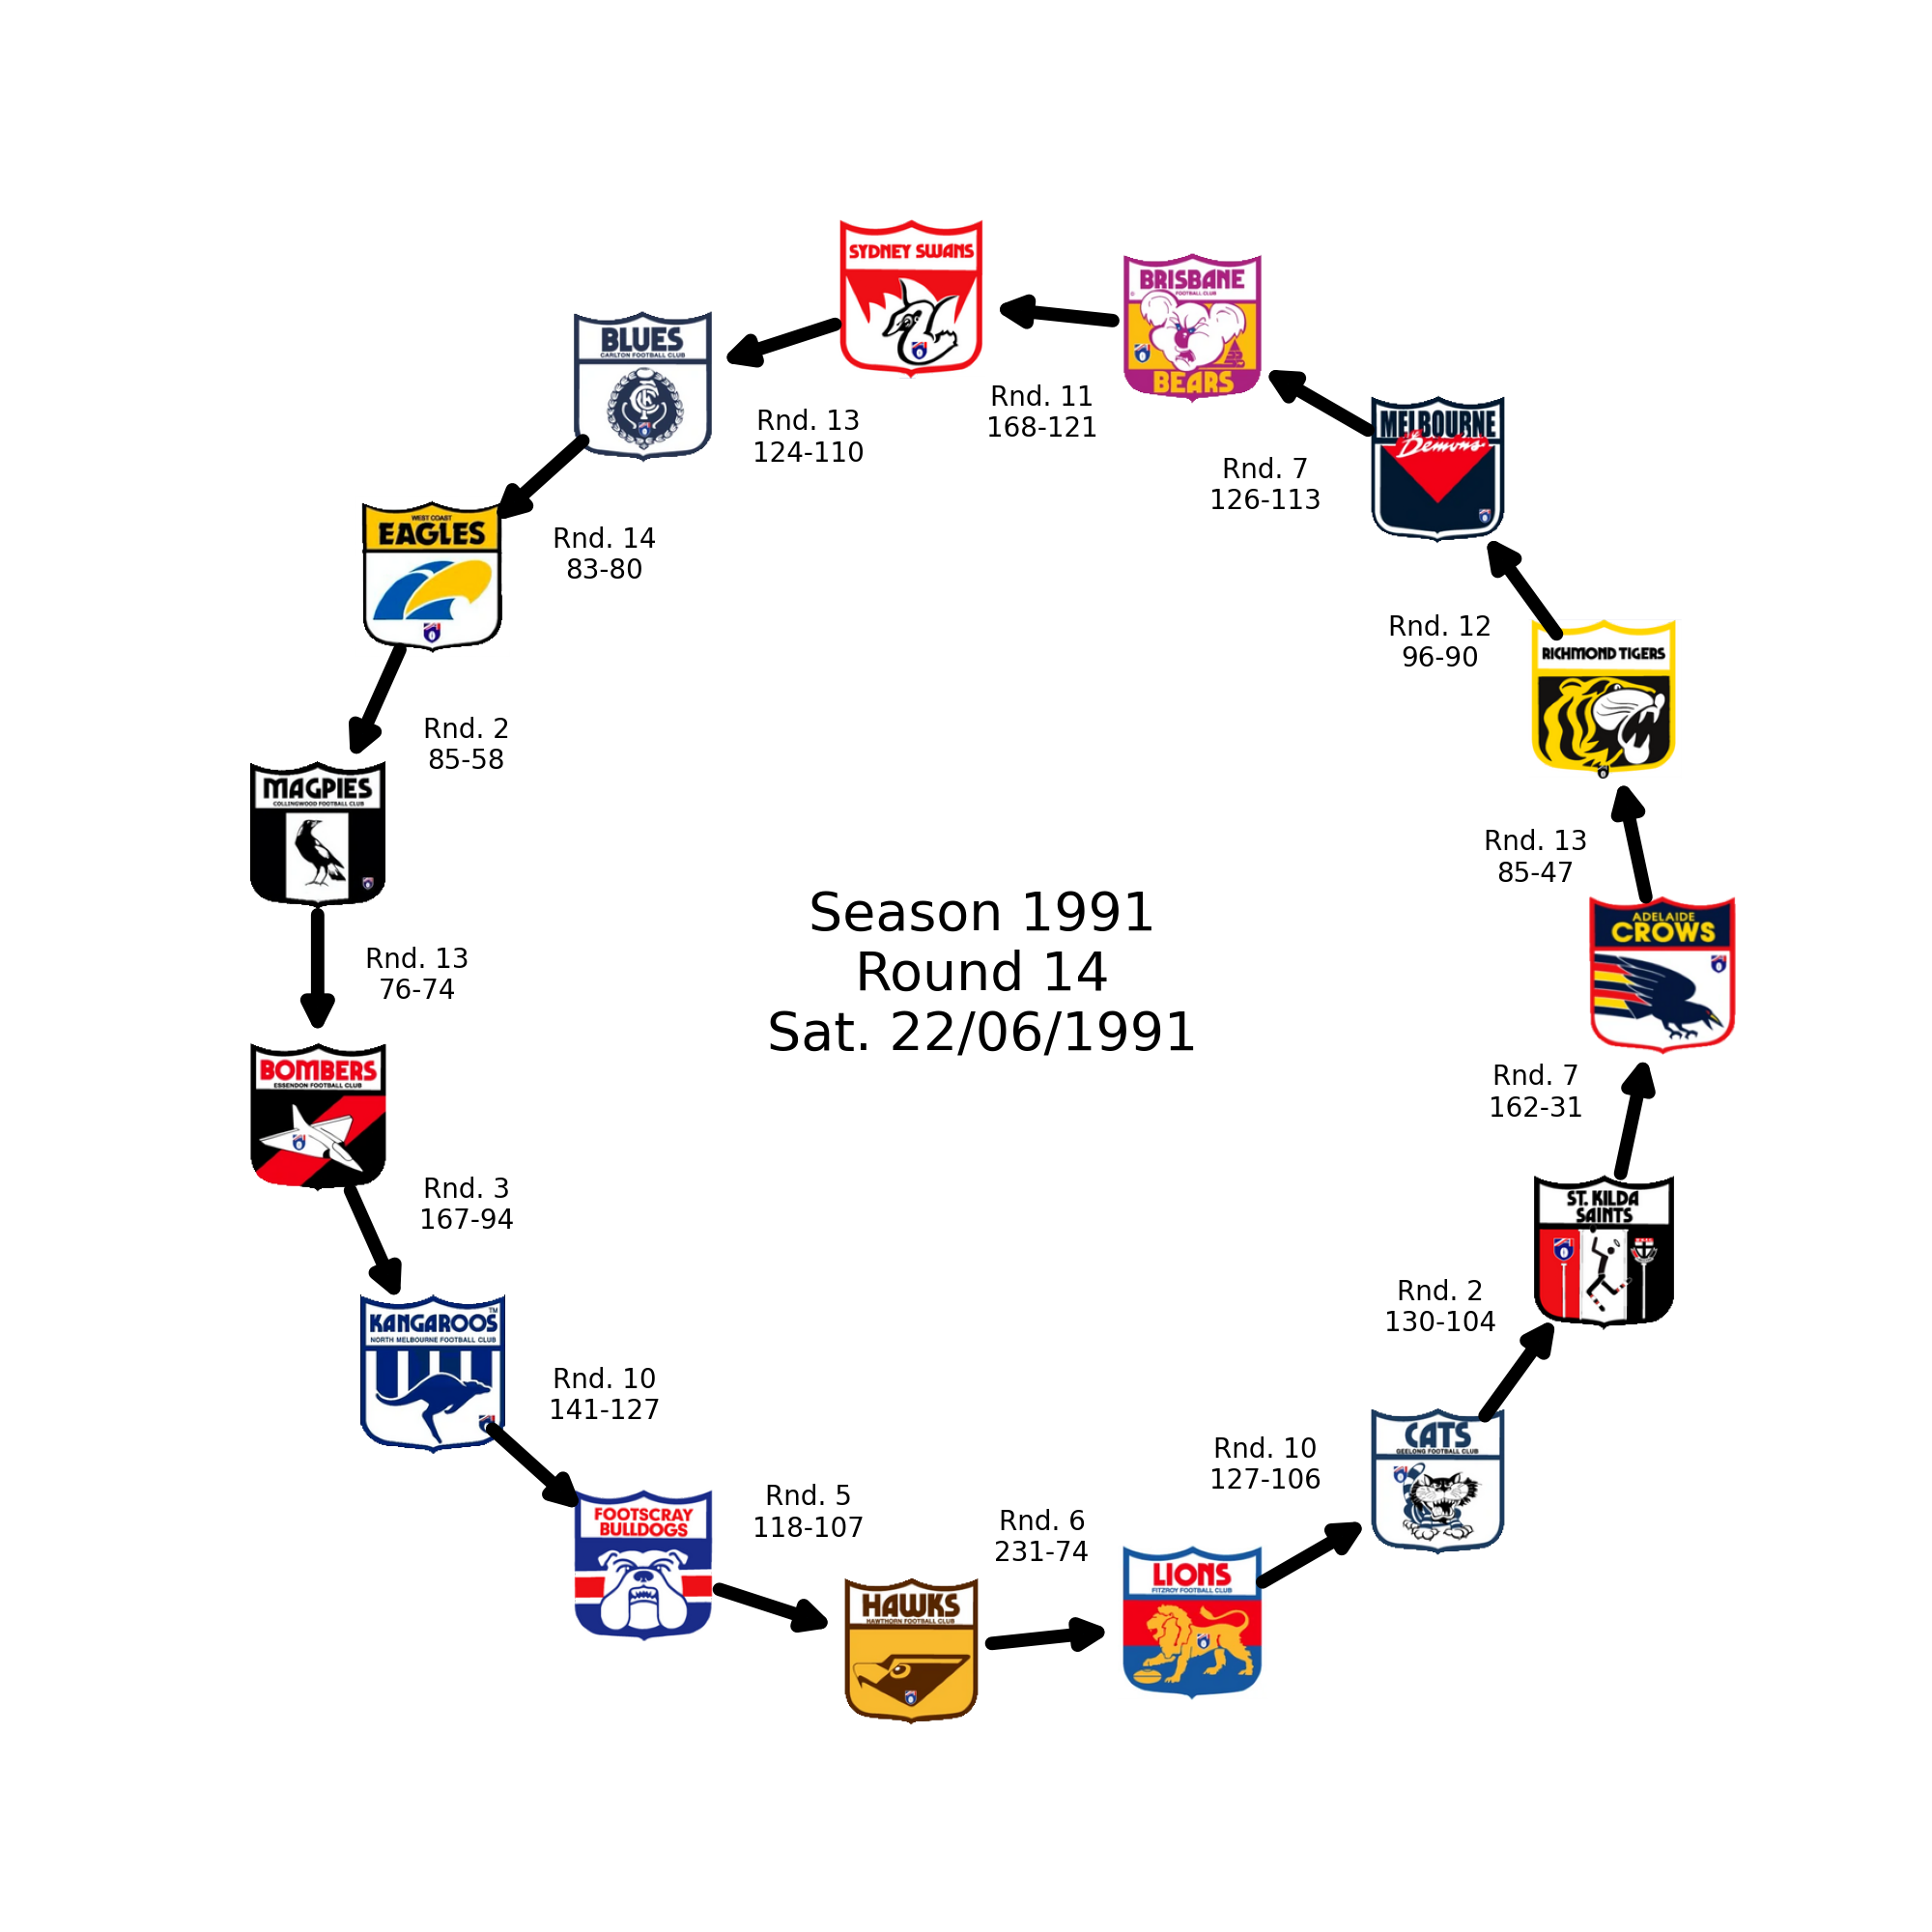 SYDNEY SWANS
BRISBANE
FOOTBALL CLUB
BEARS
BLUES
CARLTON FOOTBALL CLUB
Rnd. 11
168-121
Rnd. 13
124-110
MELBOURNE
Demons
Rnd. 7
126-113
WEST COAST
EAGLES
Rnd. 14
83-80
Rnd. 12
96-90
RICHMOND TIGERS
Rnd. 2
85-58
MAGPIES
COLLINGWOOD FOOTBALL CLUB
Rnd. 13
85-47
Season 1991
Round 14
Sat. 22/06/1991
ADELAIDE
CROWS
Rnd. 13
76-74
BOMBERS
ESSENDON FOOTBALL CLUB
Rnd. 7
162-31
Rnd. 3
167-94
ST. KILDA
SAINTS
KANGAROOS
TM
NORTH MELBOURNE FOOTBALL CLUB
Rnd. 2
130-104
Rnd. 10
141-127
CATS
GEELONG FOOTBALL CLUB
Rnd. 10
127-106
FOOTSCRAY
BULLDOGS
Rnd. 5
118-107
Rnd. 6
231-74
LIONS
FITZROY FOOTBALL CLUB
HAWKS
HAWTHORN FOOTBALL CLUB